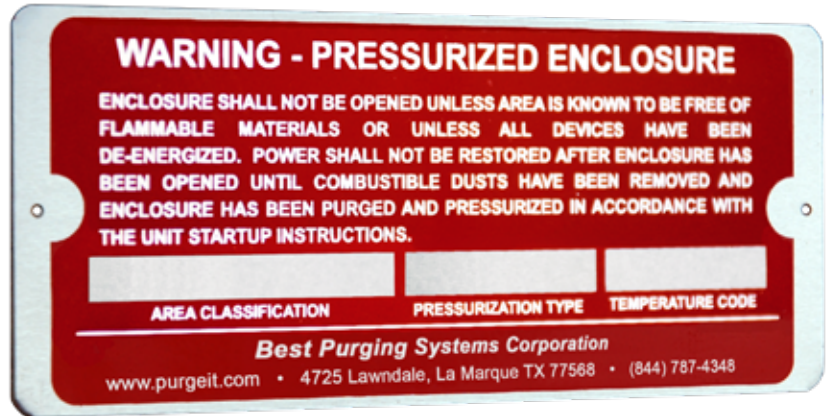 WARNING - PRESSURIZED ENCLOSURE
ENCLOSURE SHALL NOT BE OPENED UNLESS AREA IS KNOWN TO BE FREE OF
FLAMMABLE MATERIALS OR UNLESS ALL DEVICES HAVE BEEN
DE-ENERGIZED. POWER SHALL NOT BE RESTORED AFTER ENCLOSURE HAS
BEEN OPENED UNTIL COMBUSTIBLE DUSTS HAVE BEEN REMOVED AND
ENCLOSURE HAS BEEN PURGED AND PRESSURIZED IN ACCORDANCE WITH
THE UNIT STARTUP INSTRUCTIONS.
AREA CLASSIFICATION PRESSURIZATION TYPE TEMPERATURE CODE
Best Purging Systems Corporation
www.purgeit.com • 4725 Lawndale, La Marque TX 77568 • (844) 787-4348